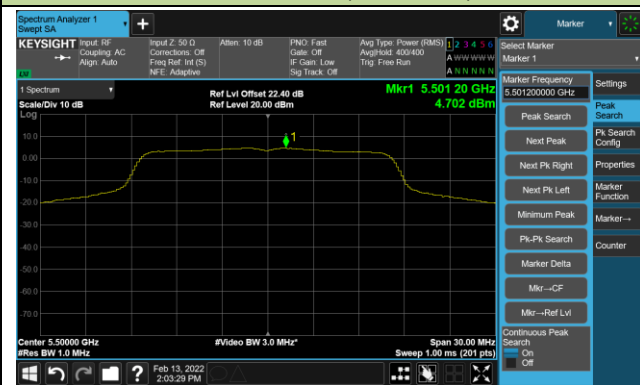 Spectrum Analyzer 1
Swept SA
Marker
KEYSIGHT
Input: RF
Coupling: AC
Align: Auto
Input Z: 50 Ω
Corrections: Off
Freq Ref: Int (S)
NFE: Adaptive
Atten: 10 dB
PNO: Fast
Gate: Off
IF Gain: Low
Sig Track: Off
Avg Type: Power (RMS)
Avg|Hold: 400/400
Trig: Free Run
1 2 3 4 5 6
A W W W W W
A N N N N N
LXI
Select Marker
Marker 1
1 Spectrum
Scale/Div 10 dB
Log
Ref Lvl Offset 22.40 dB
Ref Level 20.00 dBm
Mkr1 5.501 20 GHz
4.702 dBm
1
10.0
0.00
-10.0
-20.0
-30.0
-40.0
-50.0
-60.0
-70.0
Center 5.50000 GHz
#Res BW 1.0 MHz
#Video BW 3.0 MHz*
Span 30.00 MHz
Sweep 1.00 ms (201 pts)
Marker Frequency
5.501200000 GHz
Peak Search
Next Peak
Next Pk Right
Next Pk Left
Minimum Peak
Pk-Pk Search
Marker Delta
Mkr→CF
Mkr→Ref Lvl
Continuous Peak
Search
On
Off
Settings
Peak
Search
Pk Search
Config
Properties
Marker
Function
Marker→
Counter
?
Feb 13, 2022
2:03:29 PM